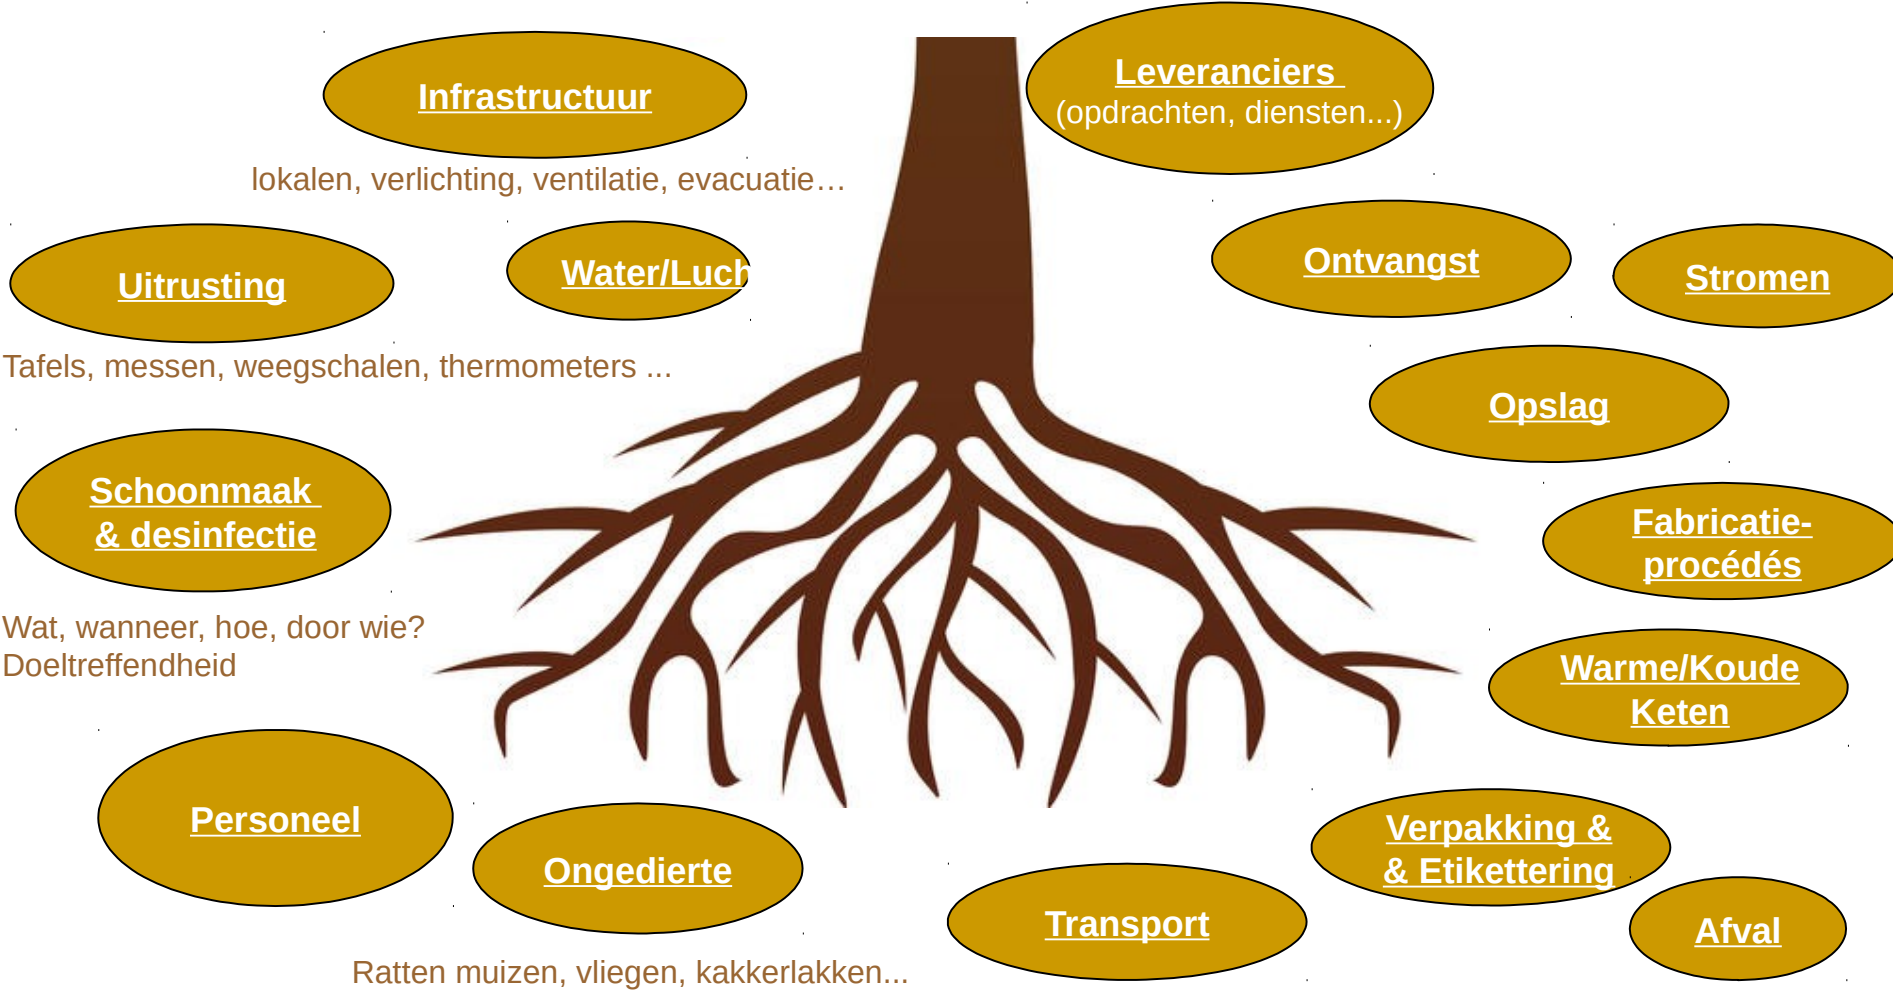 Infrastructuur
lokalen, verlichting, ventilatie, evacuatie…
Leveranciers
(opdrachten, diensten...)
Uitrusting
Tafels, messen, weegschalen, thermometers ...
Water/Luch
Ontvangst
Stromen
Opslag
Schoonmaak
& desinfectie
Wat, wanneer, hoe, door wie?
Doeltreffendheid
Fabricatie-
procédés
Warme/Koude
Keten
Personeel
Ongedierte
Ratten muizen, vliegen, kakkerlakken...
Transport
Verpakking &
& Etikettering
Afval